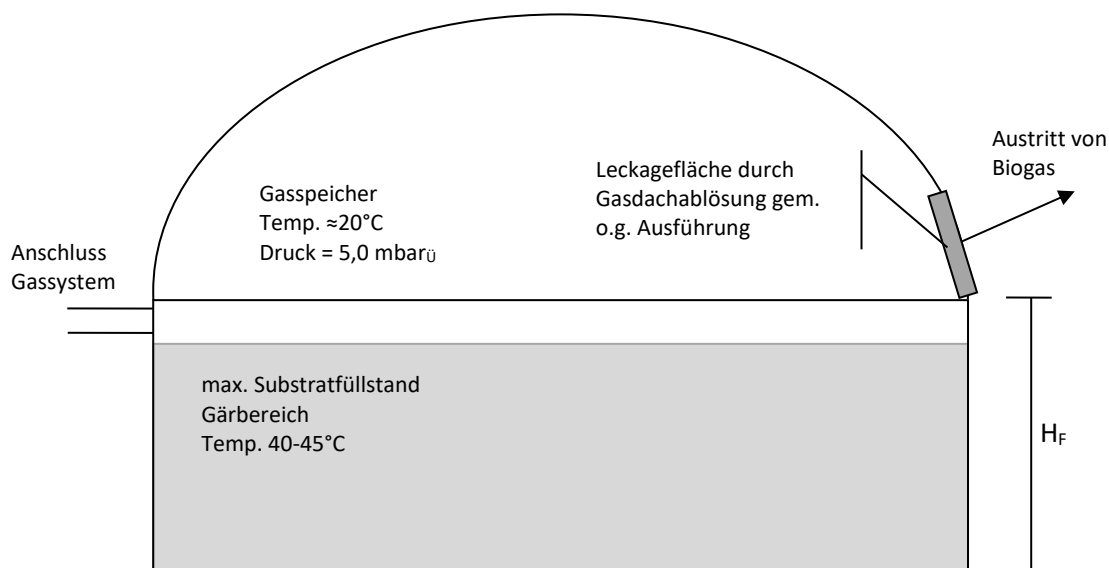 Austritt von
Biogas
Leckagefläche durch
Gasdachablösung gem.
o.g. Ausführung
Gasspeicher
Temp. ≈20°C
Druck = 5,0 mbarÜ
Anschluss
Gassystem
max. Substratfüllstand
Gärbereich
Temp. 40-45°C
HF